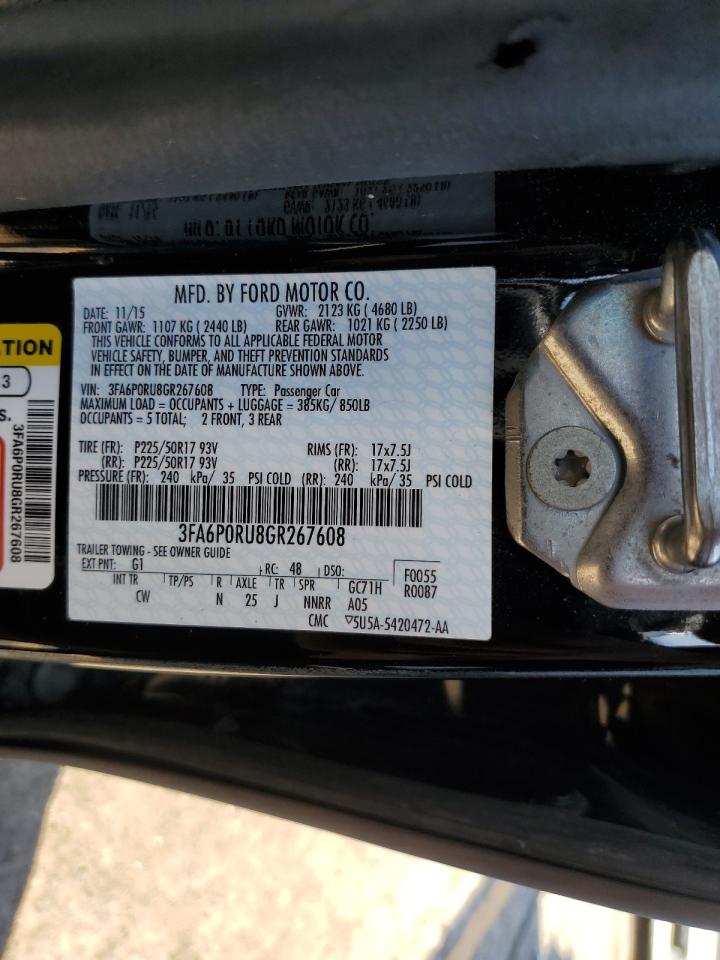 MFD. BY FORD MOTOR CO.
DATE: 11/15 GVWR: 2123 KG ( 4680 LB)
FRONT GAWR: 1107 KG ( 2440 LB) REAR GAWR: 1021 KG ( 2250 LB)
THIS VEHICLE CONFORMS TO ALL APPLICABLE FEDERAL MOTOR
VEHICLE SAFETY, BUMPER, AND THEFT PREVENTION STANDARDS
IN EFFECT ON THE DATE OF MANUFACTURE SHOWN ABOVE.
VIN: 3FA6P0RU8GR267608 TYPE: Passenger Car
MAXIMUM LOAD = OCCUPANTS + LUGGAGE = 385KG/ 850LB
OCCUPANTS = 5 TOTAL; 2 FRONT, 3 REAR
TIRE (FR): P225/50R17 93V RIMS (FR): 17x7.5J
(RR): P225/50R17 93V (RR): 17x7.5J
PRESSURE (FR): 240 kPa/ 35 PSI COLD (RR): 240 kPa/ 35 PSI COLD
3FA6P0RU8GR267608
TRAILER TOWING - SEE OWNER GUIDE
EXT PNT: G1 RC: 48 DSO: F0055
INT TR TP/PS R AXLE TR SPR GC71H R0087
CW N 25 J NNRR A05
CMC ▽5U5A-5420472-AA
TION
3
S.
3FA6P0RU8GR267608